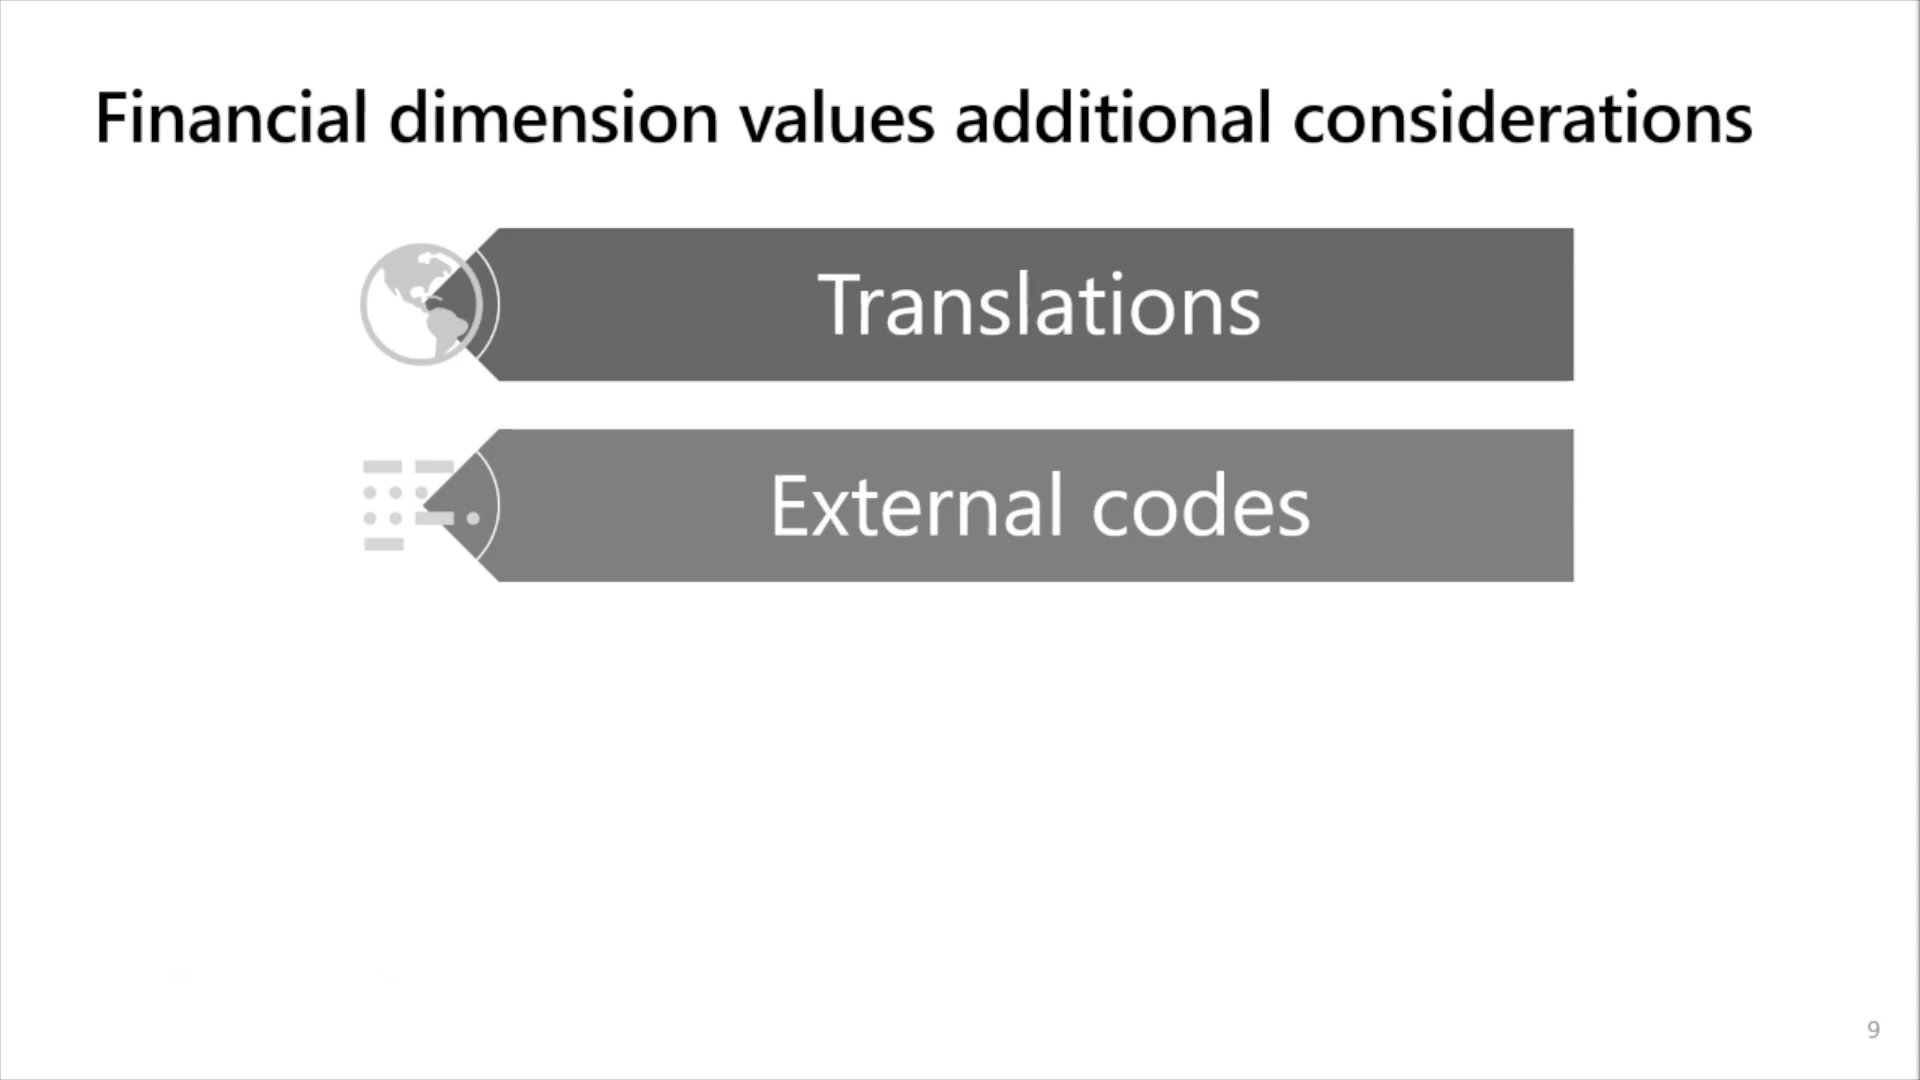 Financial dimension values additional considerations
Translations
External codes
9